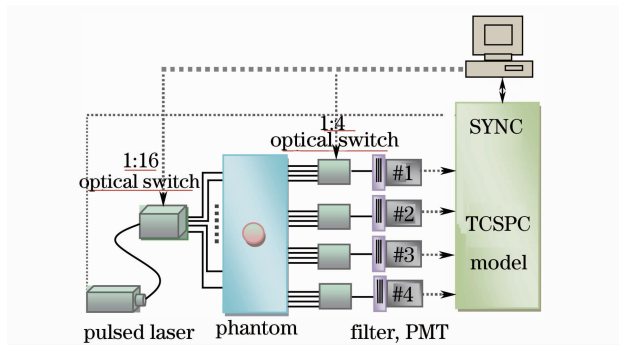 SYNC
1:4
optical switch
1:16
optical switch
#1
#2
#3
#4
TCSPC
model
pulsed laser
phantom
filter, PMT